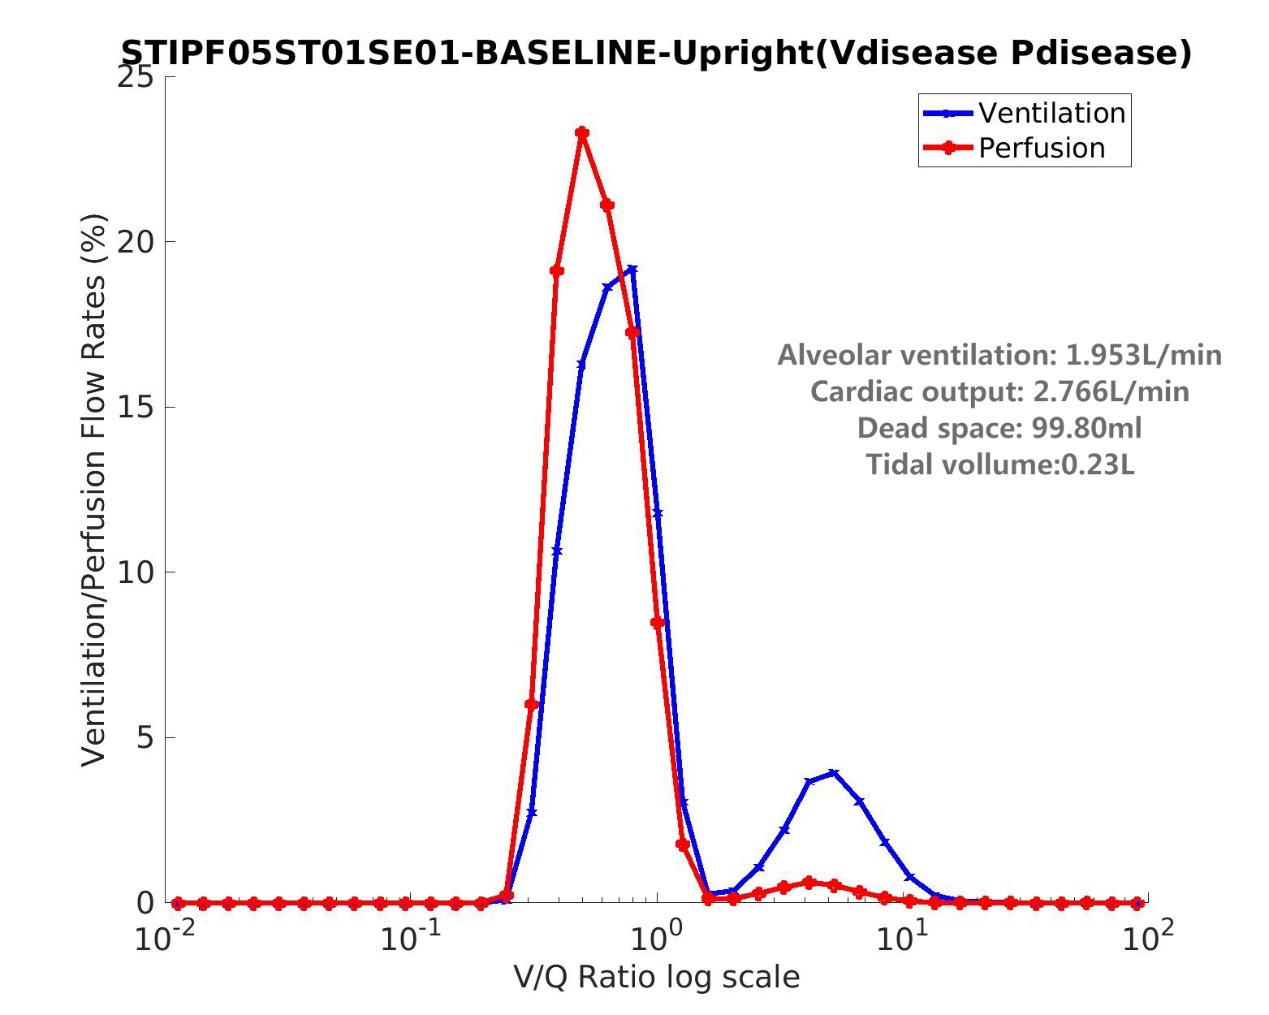 STIPF05ST01SE01-BASELINE-Upright(Vdisease Pdisease)
25
Ventilation
Perfusion
20
Ventilation/Perfusion Flow Rates (%)
Alveolar ventilation: 1.953L/min
Cardiac output: 2.766L/min
15
Dead space: 99.80ml
Tidal vollume:0.23L
10
5
0
10^-2 10^-1 10^0 10^1 10^2
V/Q Ratio log scale